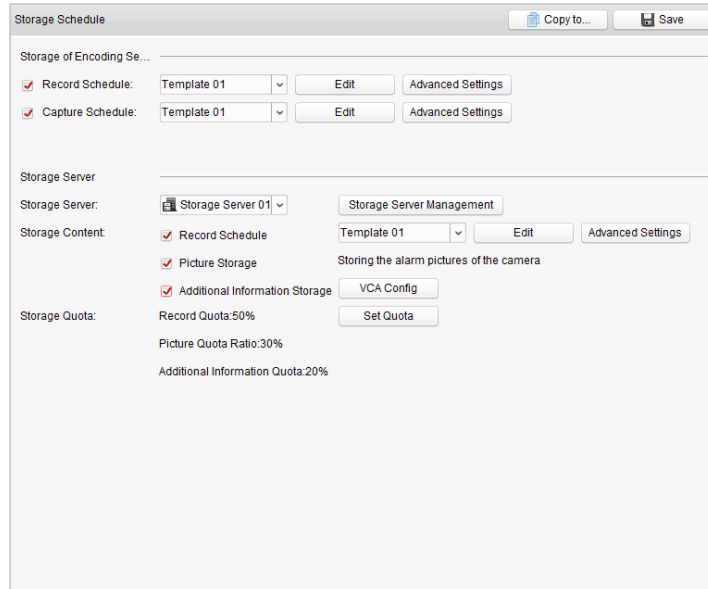 Storage Schedule Copy to... Save
Storage of Encoding Se...
Record Schedule: Template 01 Edit Advanced Settings
Capture Schedule: Template 01 Edit Advanced Settings
Storage Server
Storage Server: Storage Server 01 Storage Server Management
Storage Content: Record Schedule Template 01 Edit Advanced Settings
Picture Storage Storing the alarm pictures of the camera
Additional Information Storage VCA Config
Storage Quota: Record Quota:50% Set Quota
Picture Quota Ratio:30%
Additional Information Quota:20%